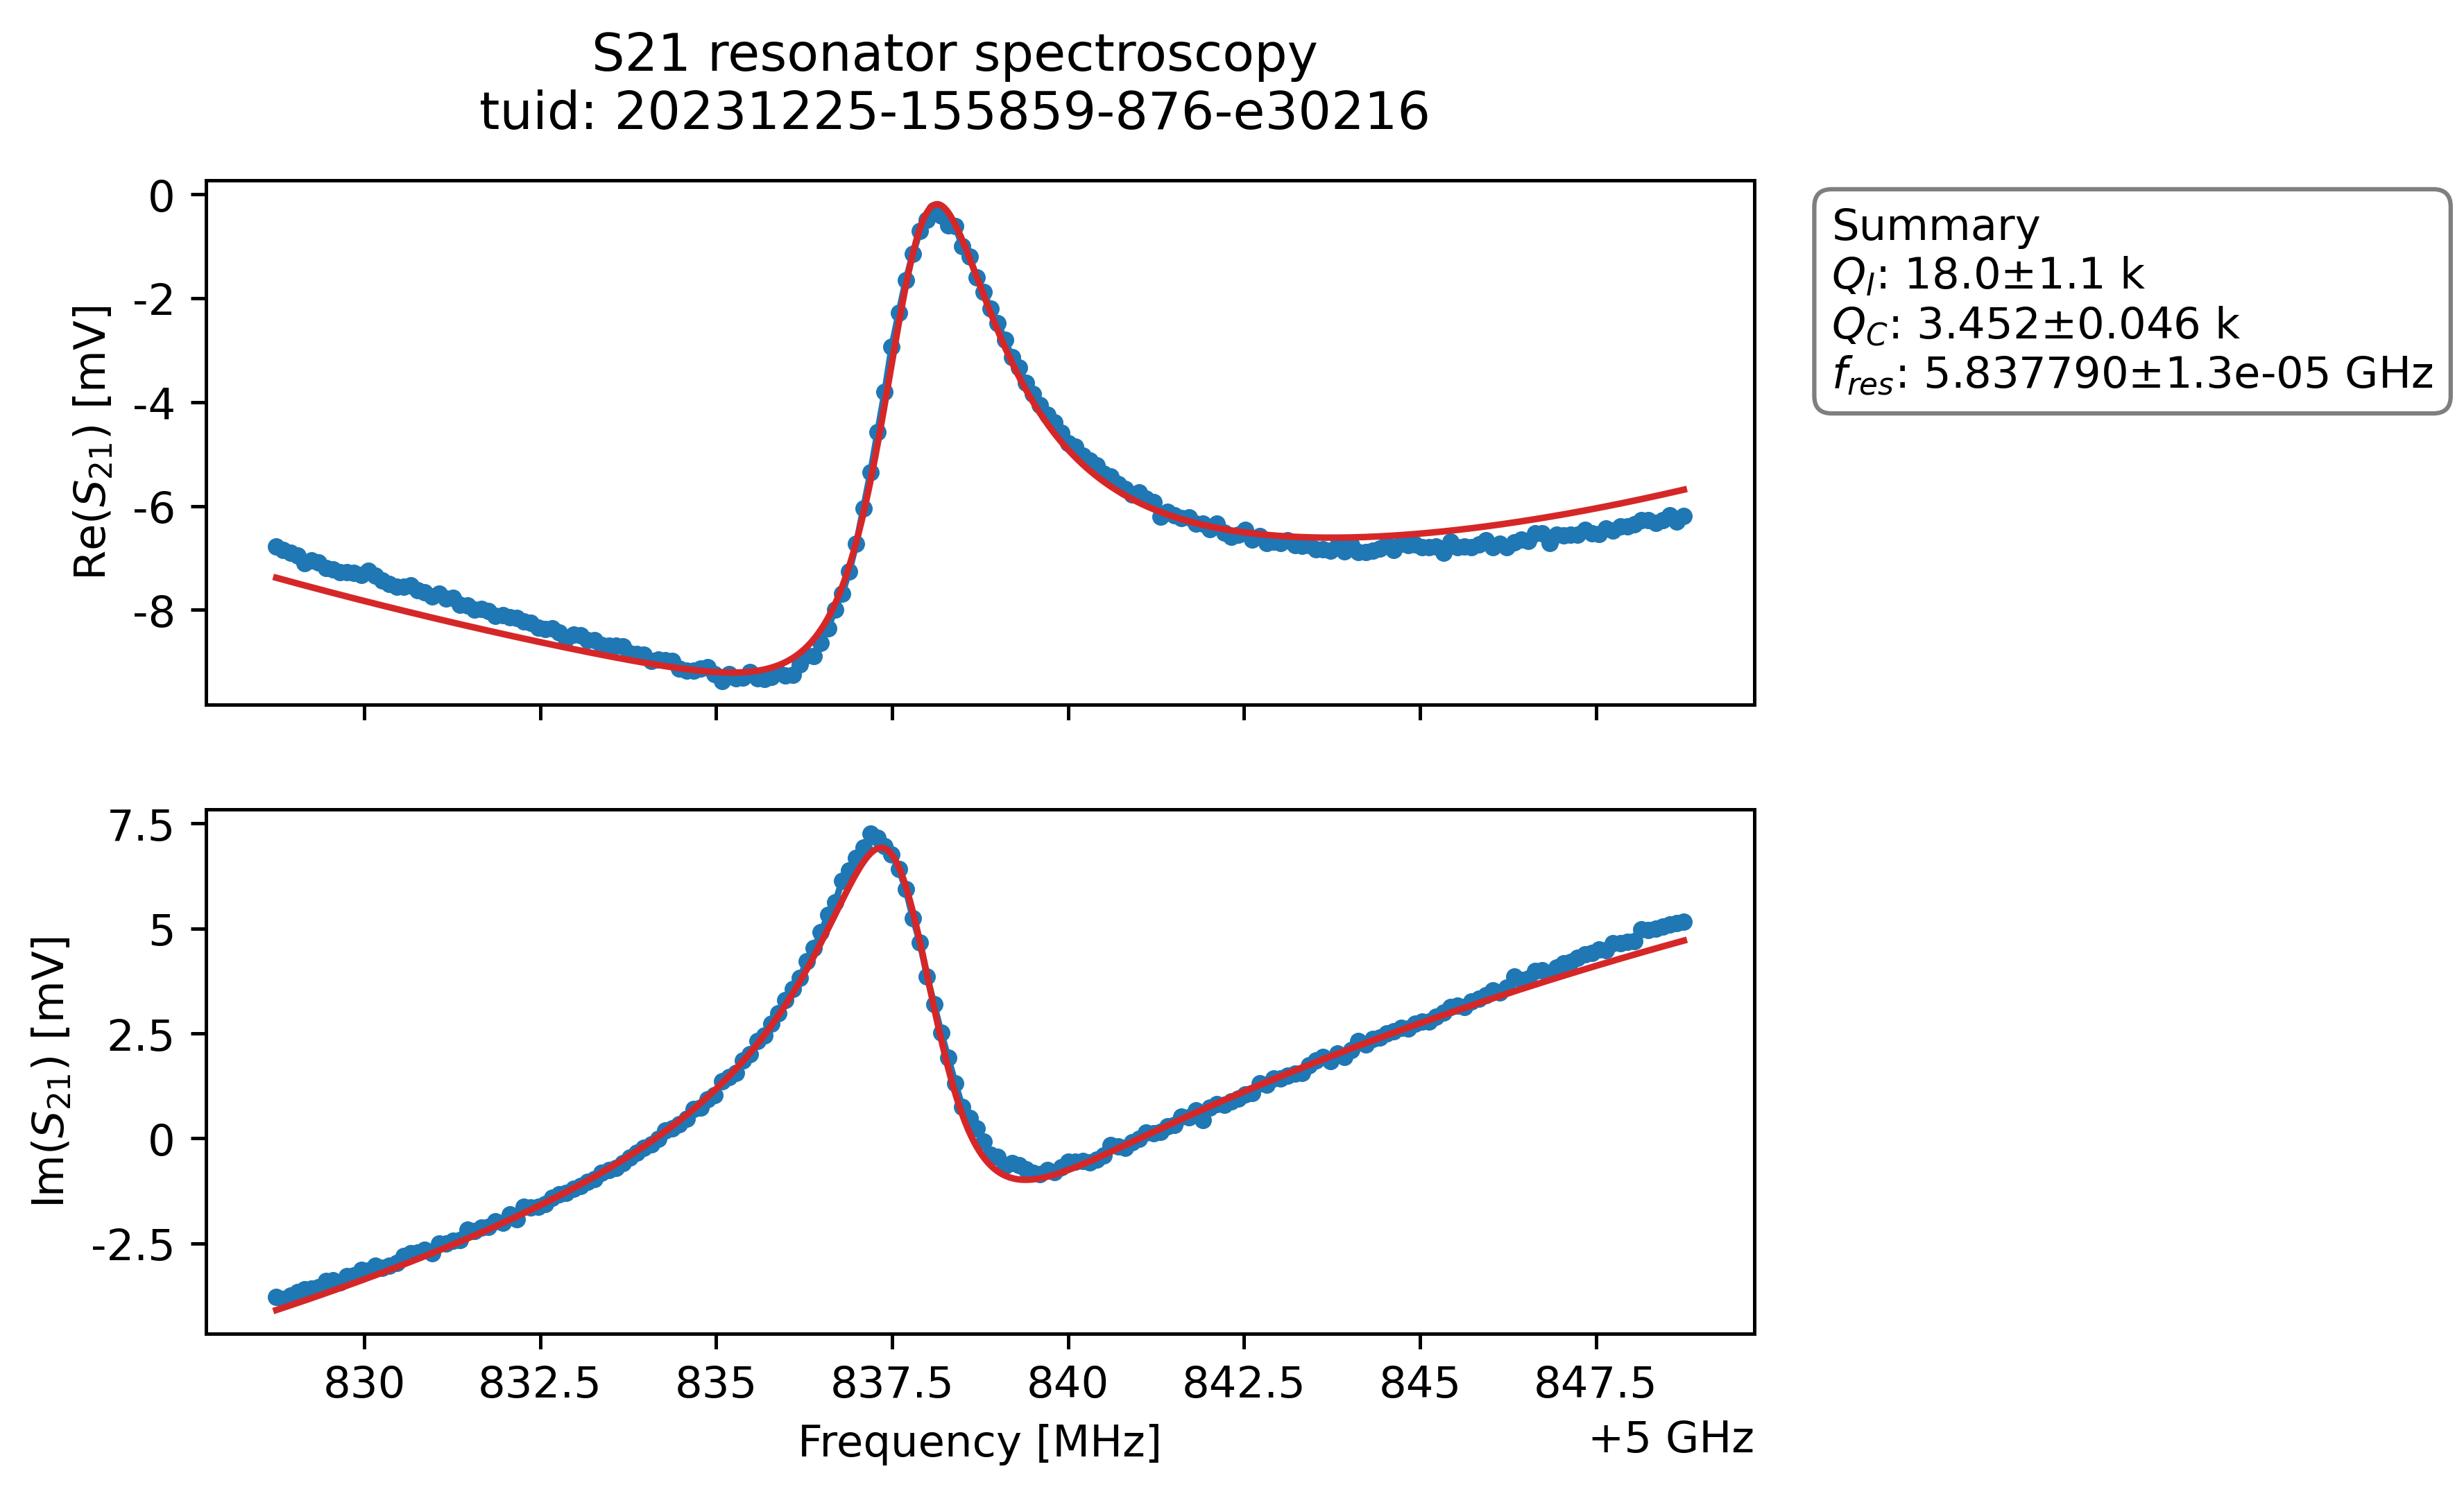 S21 resonator spectroscopy
tuid: 20231225-155859-876-e30216
Re(S21) [mV]
0
-2
-4
-6
-8
Summary
QI: 18.0±1.1 k
QC: 3.452±0.046 k
fres: 5.837790±1.3e-05 GHz
Im(S21) [mV]
7.5
5
2.5
0
-2.5
830 832.5 835 837.5 840 842.5 845 847.5
Frequency [MHz]
+5 GHz